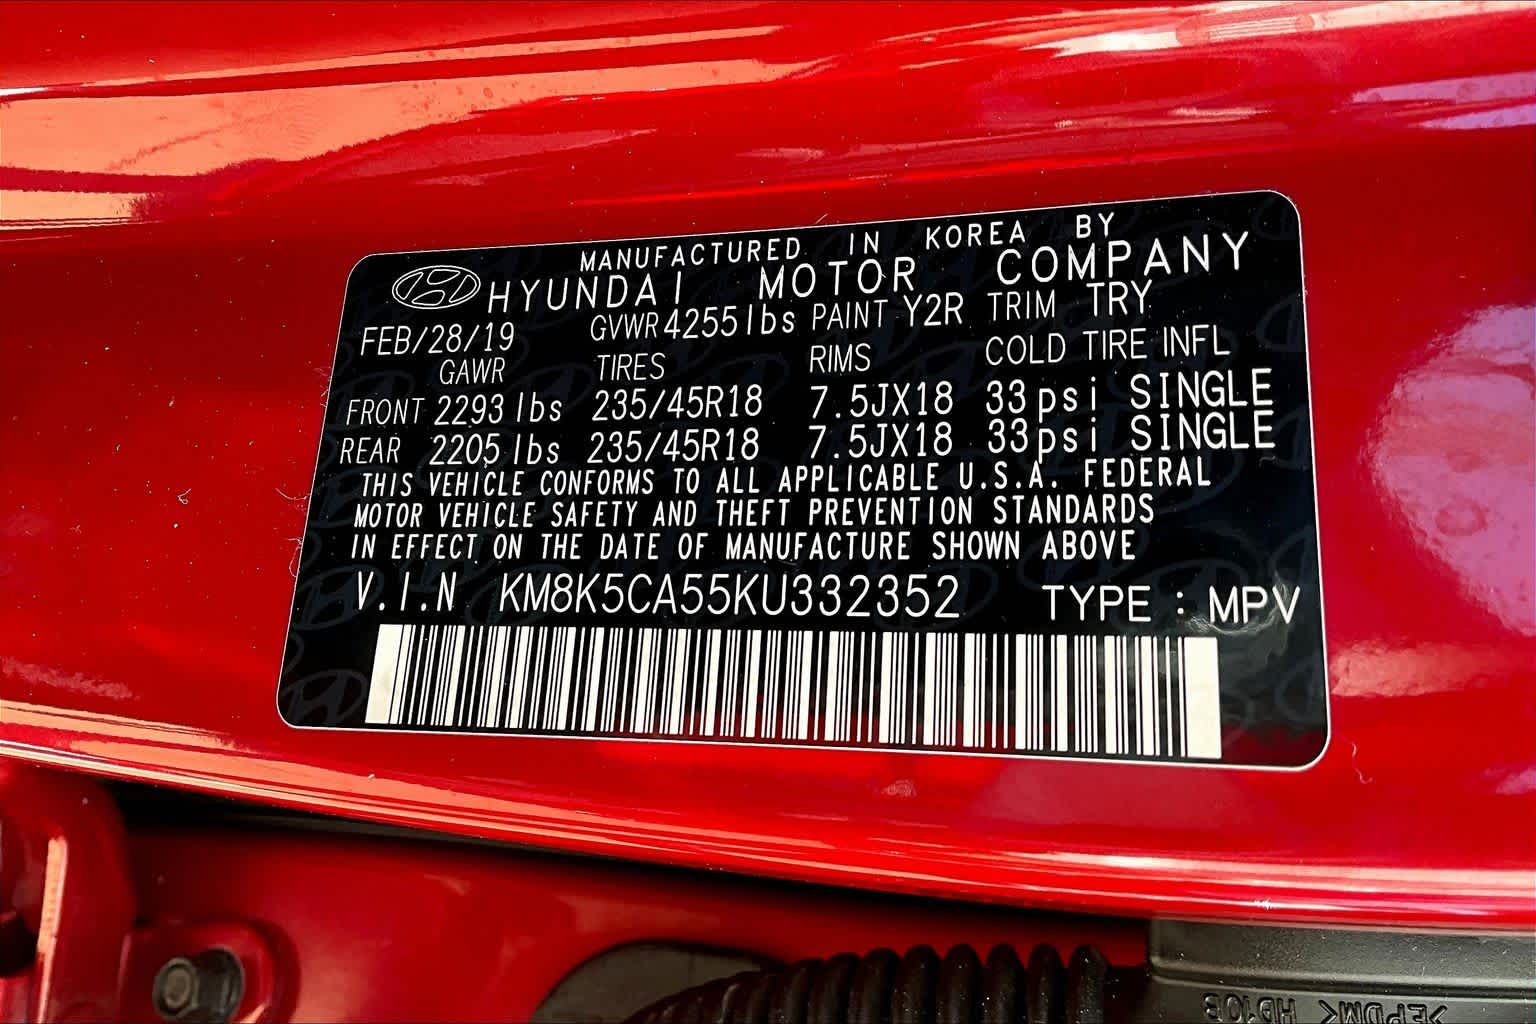 MANUFACTURED IN KOREA BY
HYUNDAI MOTOR COMPANY
FEB/28/19 GVWR 4255lbs PAINT Y2R TRIM TRY
GAWR TIRES RIMS COLD TIRE INFL
FRONT 2293 lbs 235/45R18 7.5JX18 33psi SINGLE
REAR 2205 lbs 235/45R18 7.5JX18 33psi SINGLE
THIS VEHICLE CONFORMS TO ALL APPLICABLE U.S.A. FEDERAL
MOTOR VEHICLE SAFETY AND THEFT PREVENTION STANDARDS
IN EFFECT ON THE DATE OF MANUFACTURE SHOWN ABOVE
V.I.N KM8K5CA55KU332352 TYPE : MPV